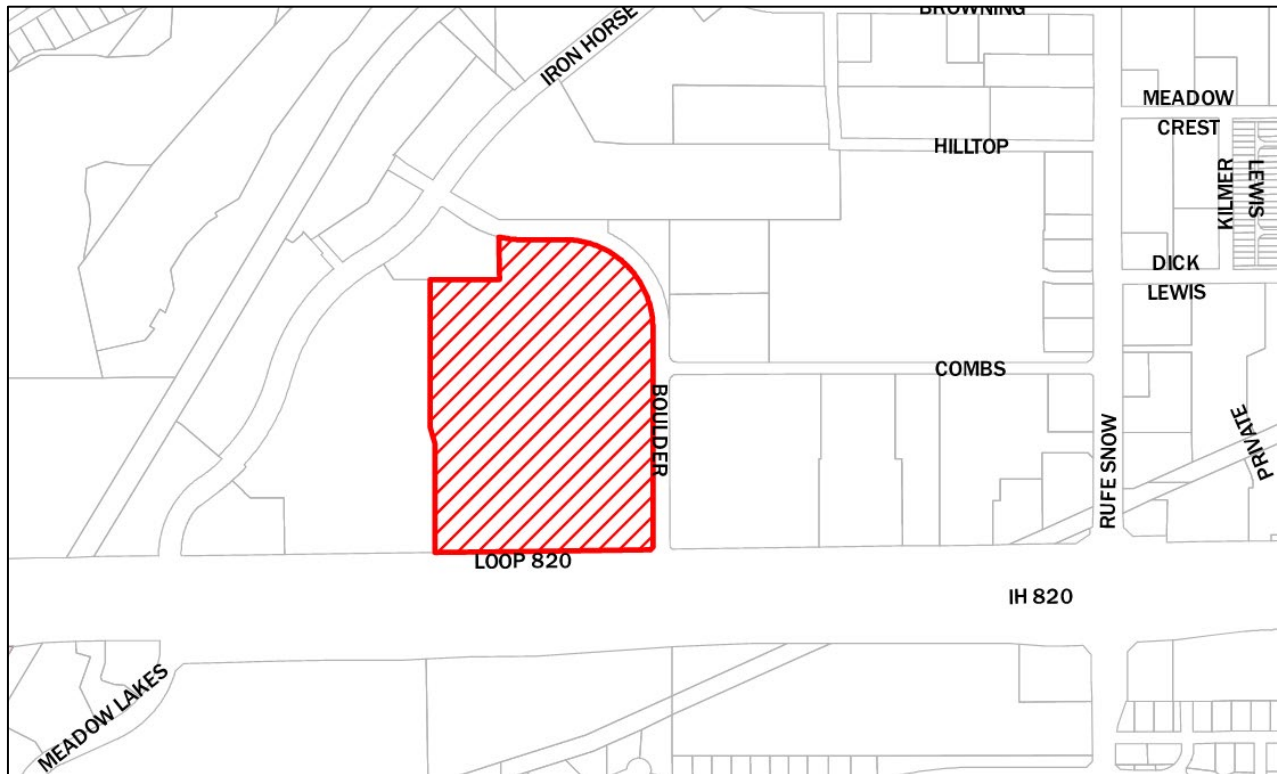 BROWNING
IRON HORSE
MEADOW
CREST
HILLTOP
KILMER
LEWIS
DICK
LEWIS
COMBS
BOULDER
RUFE SNOW
PRIVATE
LOOP 820
IH 820
MEADOW LAKES